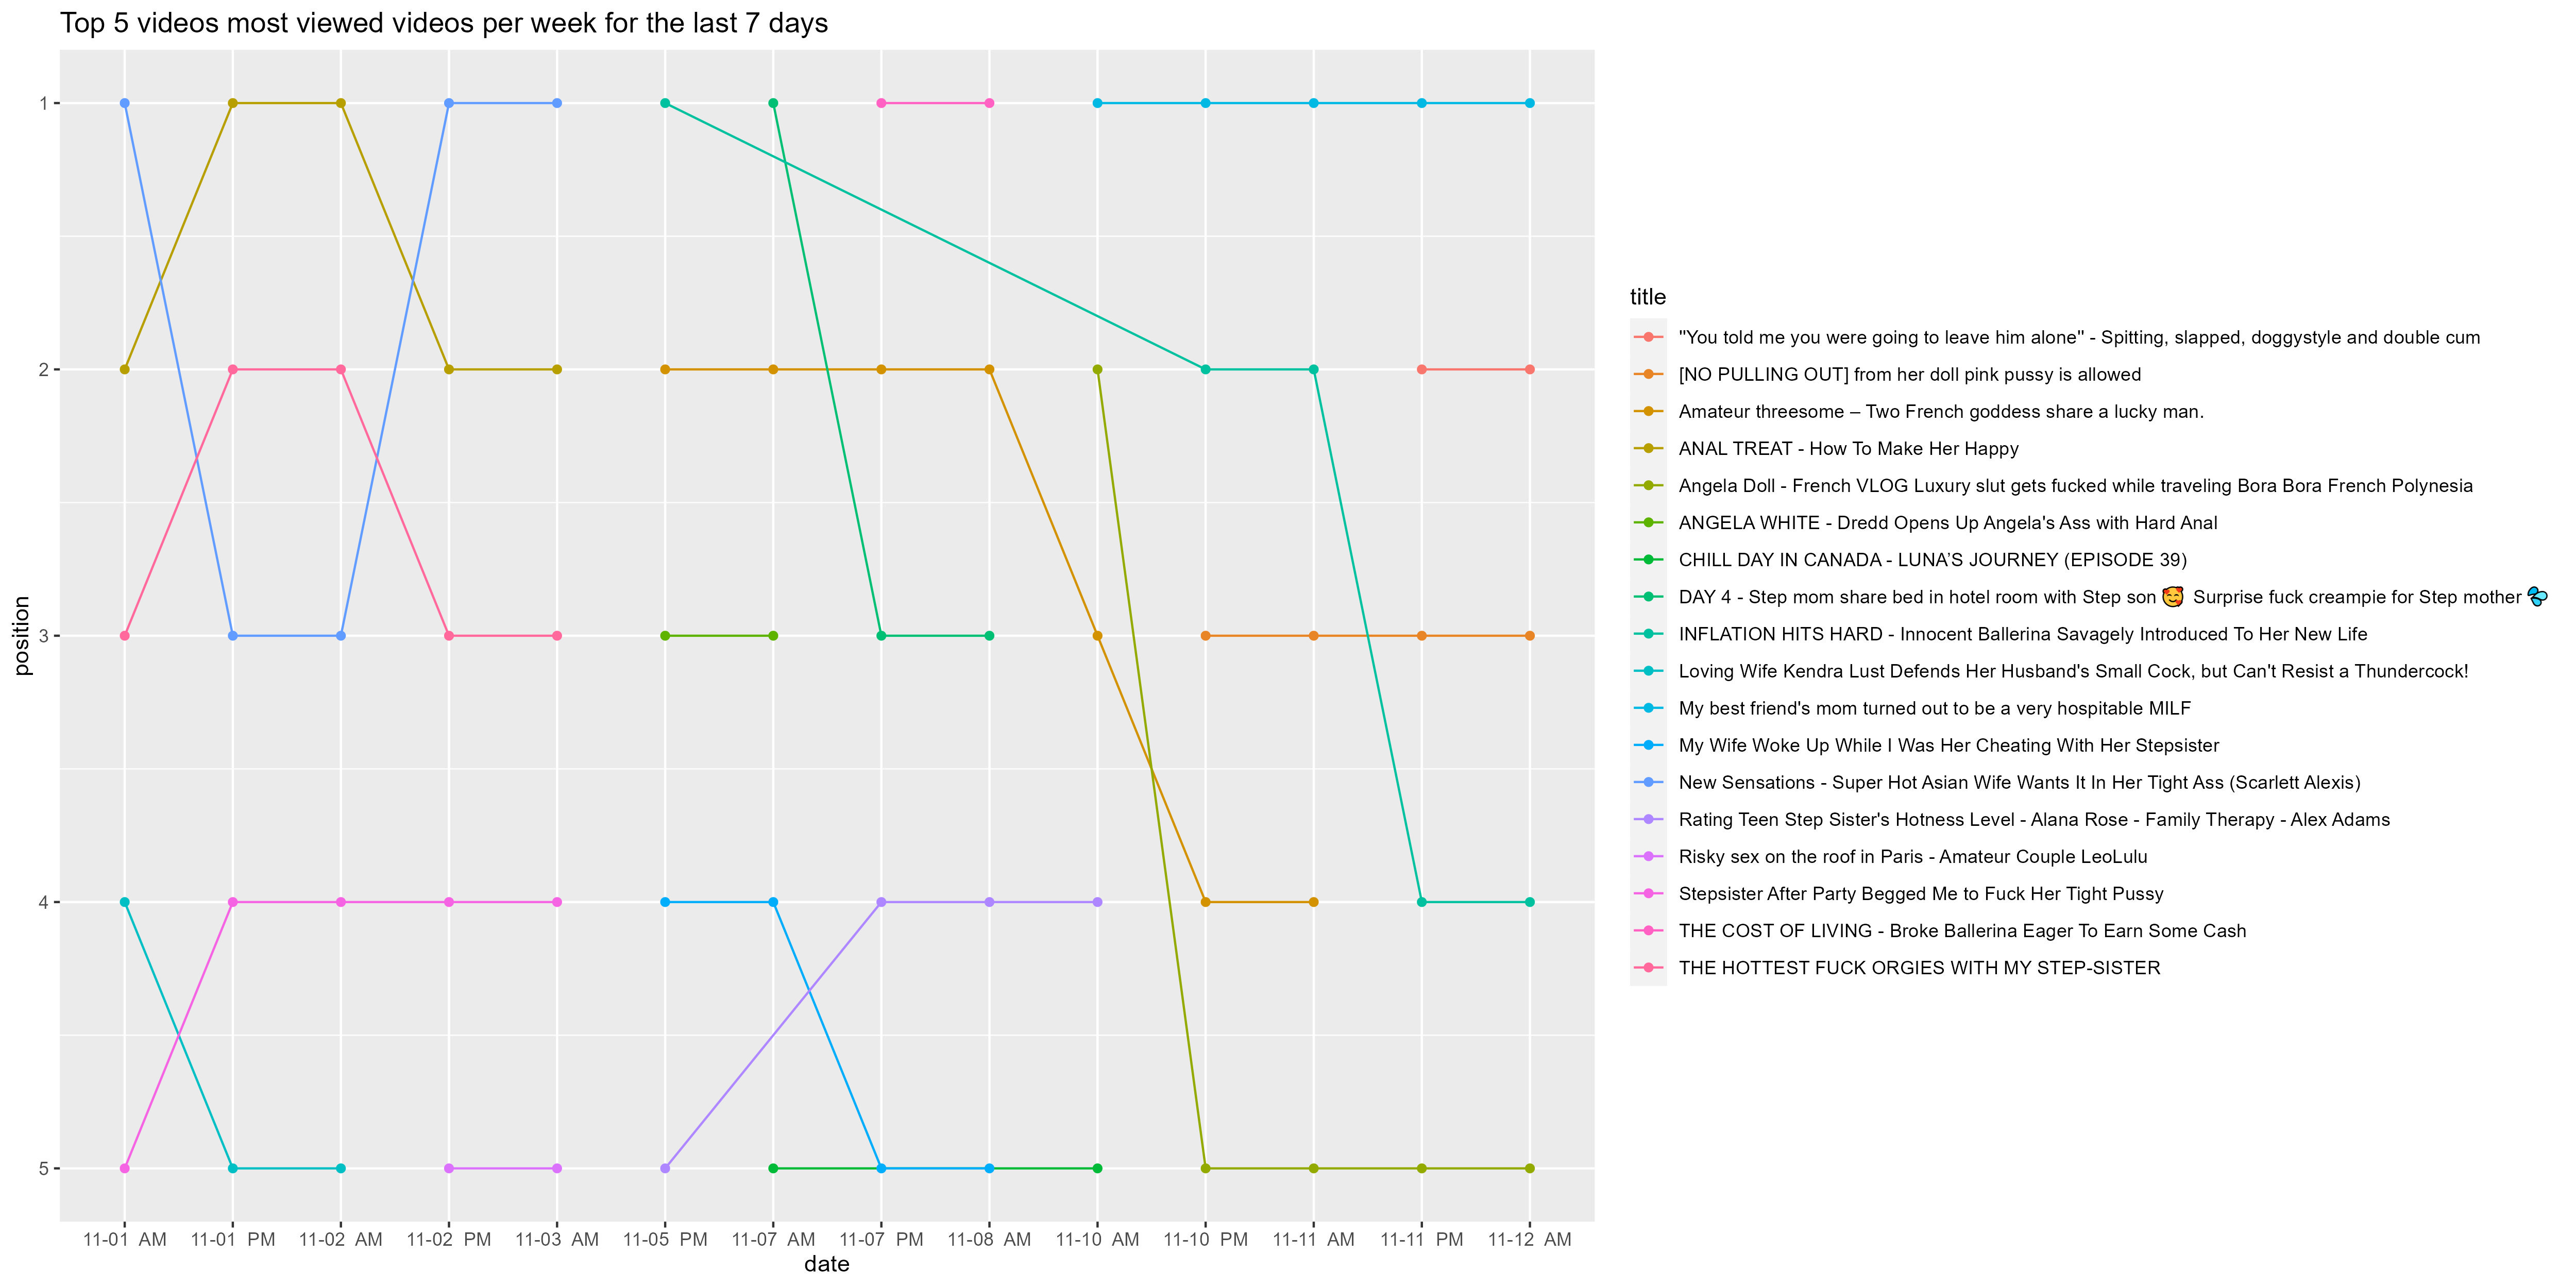 Top 5 videos most viewed videos per week for the last 7 days
position
1
2
3
4
5
11-01 AM
11-01 PM
11-02 AM
11-02 PM
11-03 AM
11-05 PM
11-07 AM
11-07 PM
11-08 AM
11-10 AM
11-10 PM
11-11 AM
11-11 PM
11-12 AM
date
title
"You told me you were going to leave him alone" - Spitting, slapped, doggystyle and double cum
[NO PULLING OUT] from her doll pink pussy is allowed
Amateur threesome – Two French goddess share a lucky man.
ANAL TREAT - How To Make Her Happy
Angela Doll - French VLOG Luxury slut gets fucked while traveling Bora Bora French Polynesia
ANGELA WHITE - Dredd Opens Up Angela's Ass with Hard Anal
CHILL DAY IN CANADA - LUNA’S JOURNEY (EPISODE 39)
DAY 4 - Step mom share bed in hotel room with Step son 🥰 Surprise fuck creampie for Step mother 💦
INFLATION HITS HARD - Innocent Ballerina Savagely Introduced To Her New Life
Loving Wife Kendra Lust Defends Her Husband's Small Cock, but Can't Resist a Thundercock!
My best friend's mom turned out to be a very hospitable MILF
My Wife Woke Up While I Was Her Cheating With Her Stepsister
New Sensations - Super Hot Asian Wife Wants It In Her Tight Ass (Scarlett Alexis)
Rating Teen Step Sister's Hotness Level - Alana Rose - Family Therapy - Alex Adams
Risky sex on the roof in Paris - Amateur Couple LeoLulu
Stepsister After Party Begged Me to Fuck Her Tight Pussy
THE COST OF LIVING - Broke Ballerina Eager To Earn Some Cash
THE HOTTEST FUCK ORGIES WITH MY STEP-SISTER